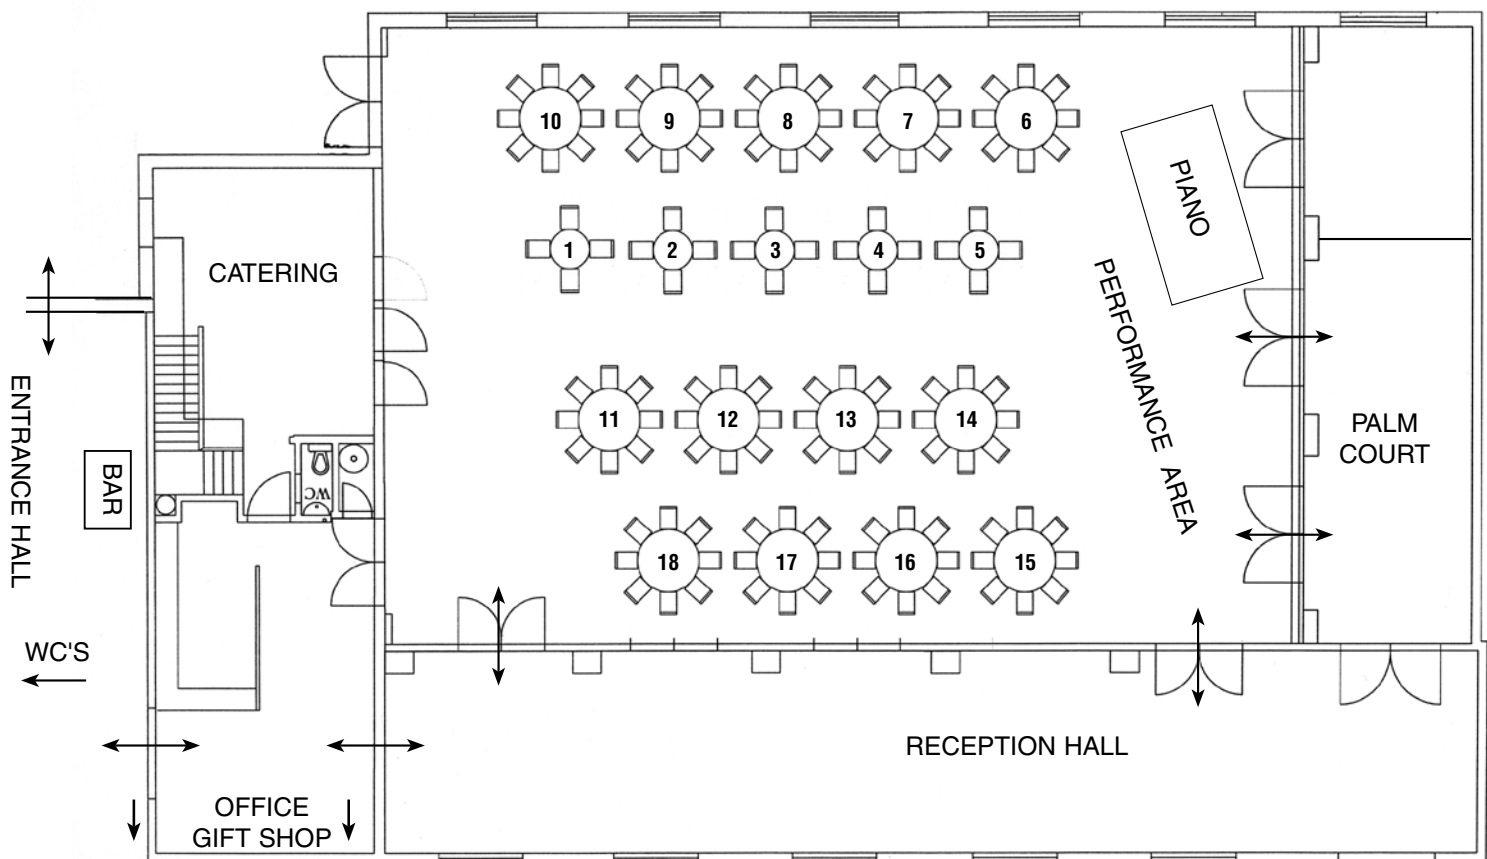 10
9
8
7
6
PIANO
1
2
3
4
5
CATERING
PERFORMANCE AREA
ENTRANCE HALL
BAR
WC
11
12
13
14
PALM
COURT
18
17
16
15
WC'S
RECEPTION HALL
OFFICE
GIFT SHOP